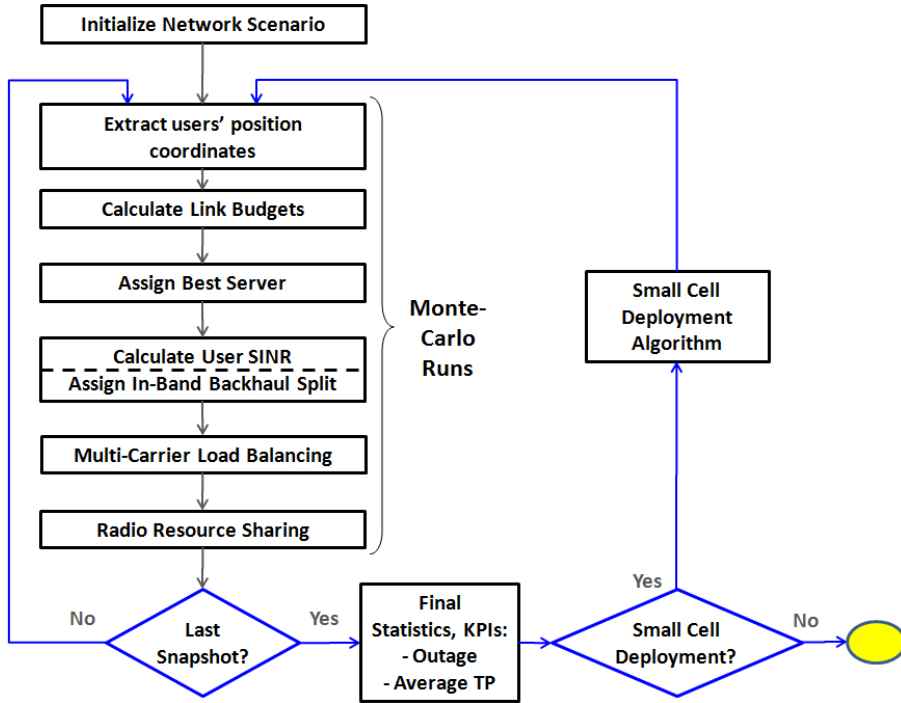 Initialize Network Scenario
Extract users' position
coordinates
Calculate Link Budgets
Assign Best Server
Calculate User SINR
Assign In-Band Backhaul Split
Multi-Carrier Load Balancing
Radio Resource Sharing
Monte-
Carlo
Runs
Small Cell
Deployment
Algorithm
No
Last
Snapshot?
Yes
Final
Statistics, KPIs:
- Outage
- Average TP
Yes
Small Cell
Deployment?
No